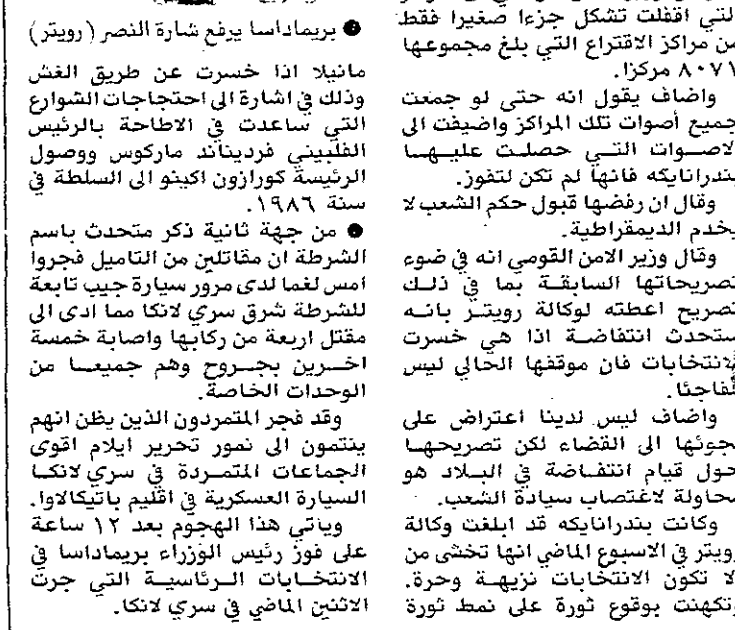 التي اقفلت تشكل جزءا صغيرا فقط
من مراكز الاقتراع التي بلغ مجموعها
٨٠٧١ مركزا.
واضاف يقول انه حتى لو جمعت
جميع أصوات تلك المراكز واضيفت الى
الاصوات التي حصلت عليها
بندرانايكه فانها لم تكن لتفوز.
وقال ان رفضها قبول حكم الشعب لا
يخدم الديمقراطية.
وقال وزير الامن القومي انه في ضوء
تصريحاتها السابقة بما في ذلك
تصريح اعطته لوكالة رويتر بانه
ستحدث انتفاضة اذا هي خسرت
الانتخابات فان موقفها الحالي ليس
مفاجئا.
واضاف ليس لدينا اعتراض على
لجوئها الى القضاء لكن تصريحها
حول قيام انتفاضة في البلاد هو
محاولة لاغتصاب سيادة الشعب.
وكانت بندرانايكه قد ابلغت وكالة
رويتر في الاسبوع الماضي انها تخشى من
الا تكون الانتخابات نزيهة وحرة.
وتكهنت بوقوع ثورة على نمط ثورة
● بريماداسا يرفع شارة النصر (رويتر)
مانيلا اذا خسرت عن طريق الغش
وذلك في اشارة الى احتجاجات الشوارع
التي ساعدت في الاطاحة بالرئيس
الفلبيني فرديناند ماركوس ووصول
الرئيسة كورازون اكينو الى السلطة في
سنة ١٩٨٦.
● من جهة ثانية ذكر متحدث باسم
الشرطة ان مقاتلين من التاميل فجروا
امس لغما لدى مرور سيارة جيب تابعة
للشرطة شرق سري لانكا مما ادى الى
مقتل اربعة من ركابها واصابة خمسة
اخرين بجروح وهم جميعا من
الوحدات الخاصة.
وقد فجر المتمردون الذين يظن انهم
ينتمون الى نمور تحرير ايلام اقوى
الجماعات المتمردة في سري لانكا
السيارة العسكرية في اقليم باتيكالاوا.
وياتي هذا الهجوم بعد ١٢ ساعة
على فوز رئيس الوزراء بريماداسا في
الانتخابات الرئاسية التي جرت
الاثنين الماضي في سري لانكا.